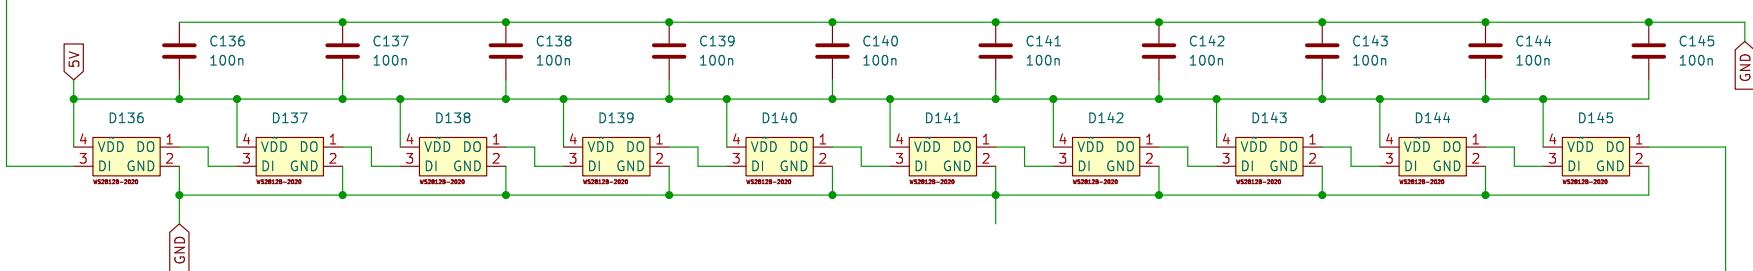 C136 C137 C138 C139 C140 C141 C142 C143 C144 C145
100n 100n 100n 100n 100n 100n 100n 100n 100n 100n
5V
GND
D136 D137 D138 D139 D140 D141 D142 D143 D144 D145
4 VDD DO 1 4 VDD DO 1 4 VDD DO 1 4 VDD DO 1 4 VDD DO 1 4 VDD DO 1 4 VDD DO 1 4 VDD DO 1 4 VDD DO 1 4 VDD DO 1
3 DI GND 2 3 DI GND 2 3 DI GND 2 3 DI GND 2 3 DI GND 2 3 DI GND 2 3 DI GND 2 3 DI GND 2 3 DI GND 2 3 DI GND 2
WS2812B-2020 WS2812B-2020 WS2812B-2020 WS2812B-2020 WS2812B-2020 WS2812B-2020 WS2812B-2020 WS2812B-2020 WS2812B-2020 WS2812B-2020
GND